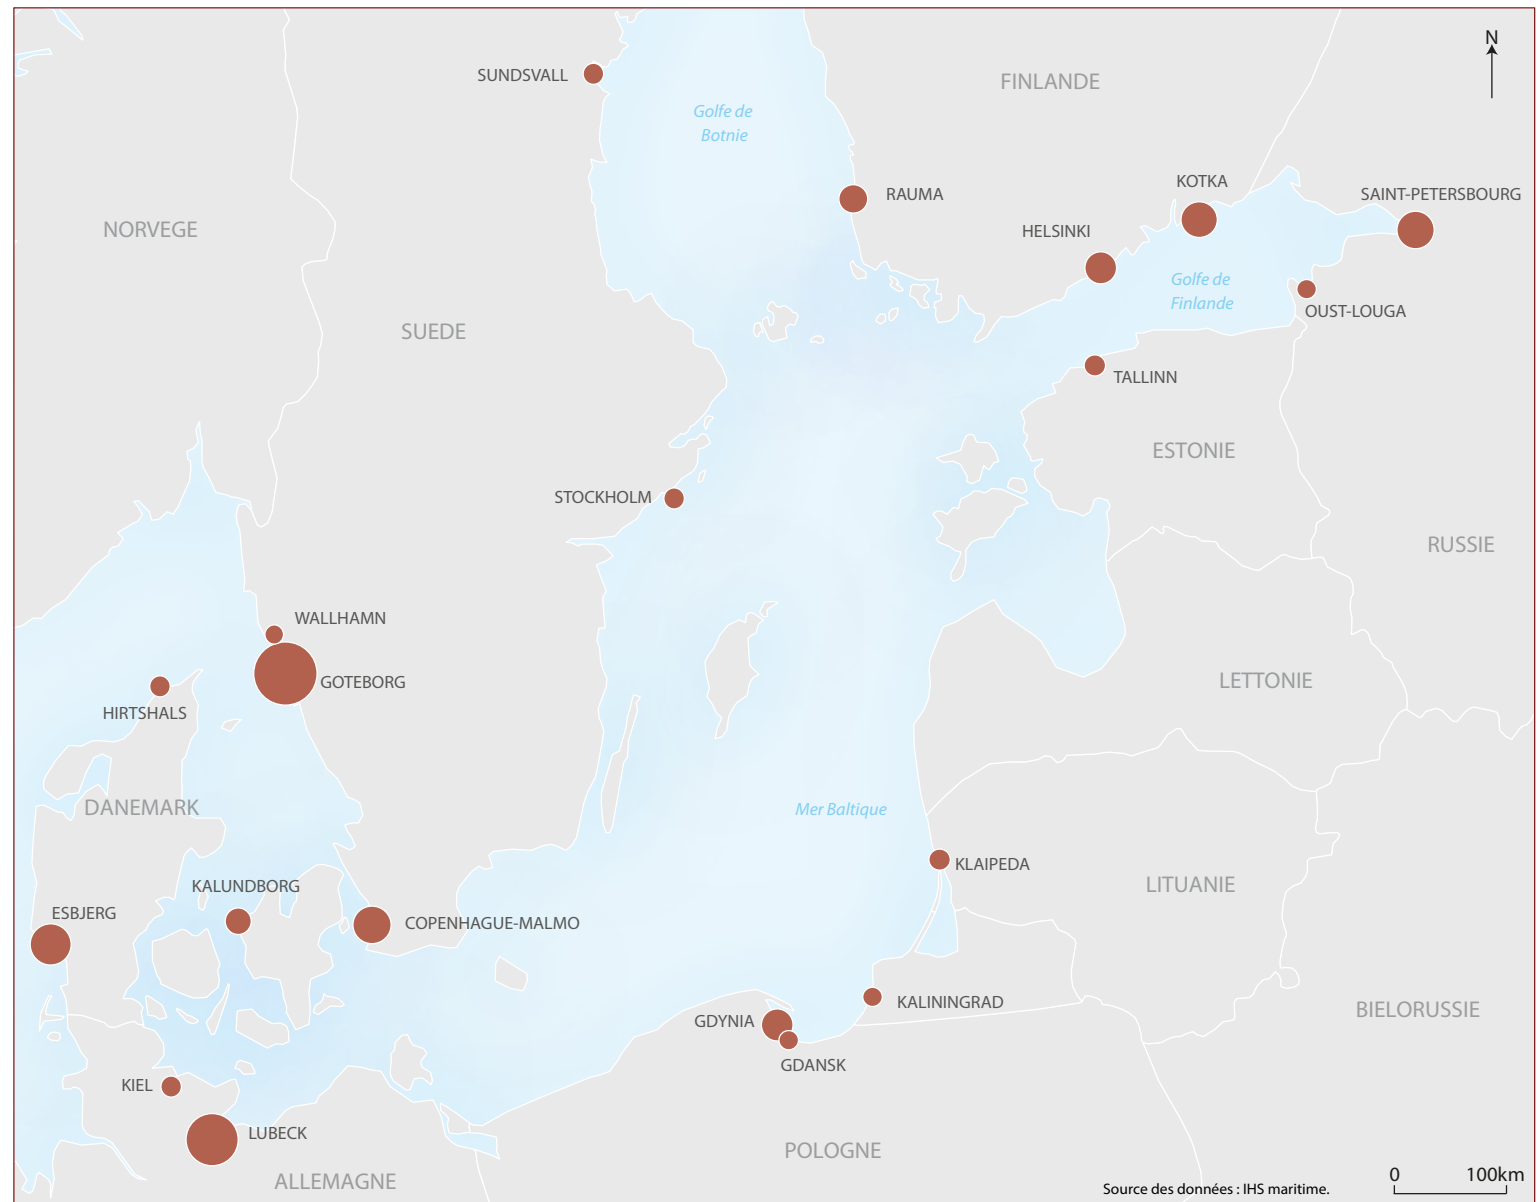 N
SUNDSVALL
FINLANDE
Golfe de
Botnie
KOTKA
RAUMA
SAINT-PETERSBOURG
NORVEGE
HELSINKI
Golfe de
Finlande
OUST-LOUGA
SUEDE
TALLINN
ESTONIE
STOCKHOLM
RUSSIE
WALLHAMN
GOTEBORG
LETTONIE
HIRTSHALS
DANEMARK
Mer Baltique
KLAIPEDA
KALUNDBORG
LITUANIE
ESBJERG
COPENHAGUE-MALMO
KALININGRAD
BIELORUSSIE
GDYNIA
GDANSK
KIEL
LUBECK
POLOGNE
ALLEMAGNE
0 100km
Source des données : IHS maritime.